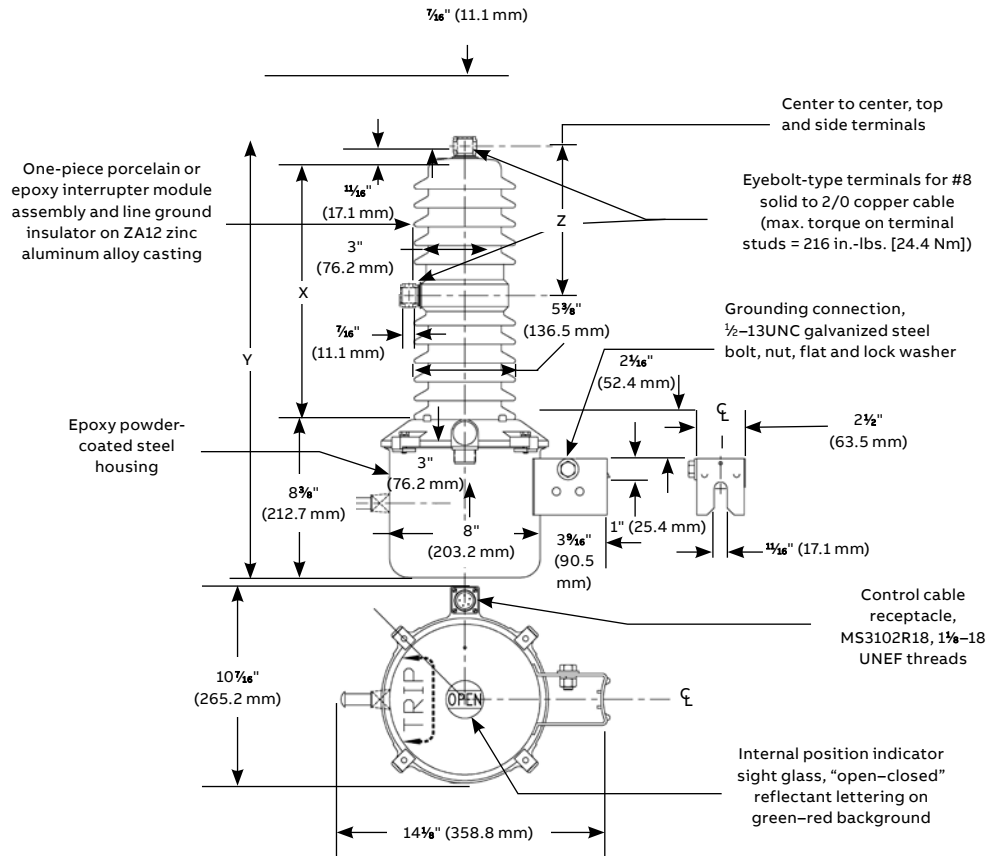 ⁷⁄₁₆" (11.1 mm)
Center to center, top
and side terminals
One-piece porcelain or
epoxy interrupter module
assembly and line ground
insulator on ZA12 zinc
aluminum alloy casting
¹¹⁄₁₆"
(17.1 mm)
Z
Eyebolt-type terminals for #8
solid to 2/0 copper cable
(max. torque on terminal
studs = 216 in.-lbs. [24.4 Nm])
3"
(76.2 mm)
X
Y
5⅜"
(136.5 mm)
⁷⁄₁₆"
(11.1 mm)
Grounding connection,
½–13UNC galvanized steel
bolt, nut, flat and lock washer
2¹⁄₁₆"
(52.4 mm)
℄
2½"
(63.5 mm)
Epoxy powder-
coated steel
housing
3"
(76.2 mm)
8⅜"
(212.7 mm)
8"
(203.2 mm)
1" (25.4 mm)
3⁹⁄₁₆"
(90.5
mm)
¹¹⁄₁₆" (17.1 mm)
Control cable
receptacle,
MS3102R18, 1⅛–18
UNEF threads
10⁷⁄₁₆"
(265.2 mm)
TRIP
OPEN
℄
Internal position indicator
sight glass, “open–closed”
reflectant lettering on
green–red background
14⅛" (358.8 mm)